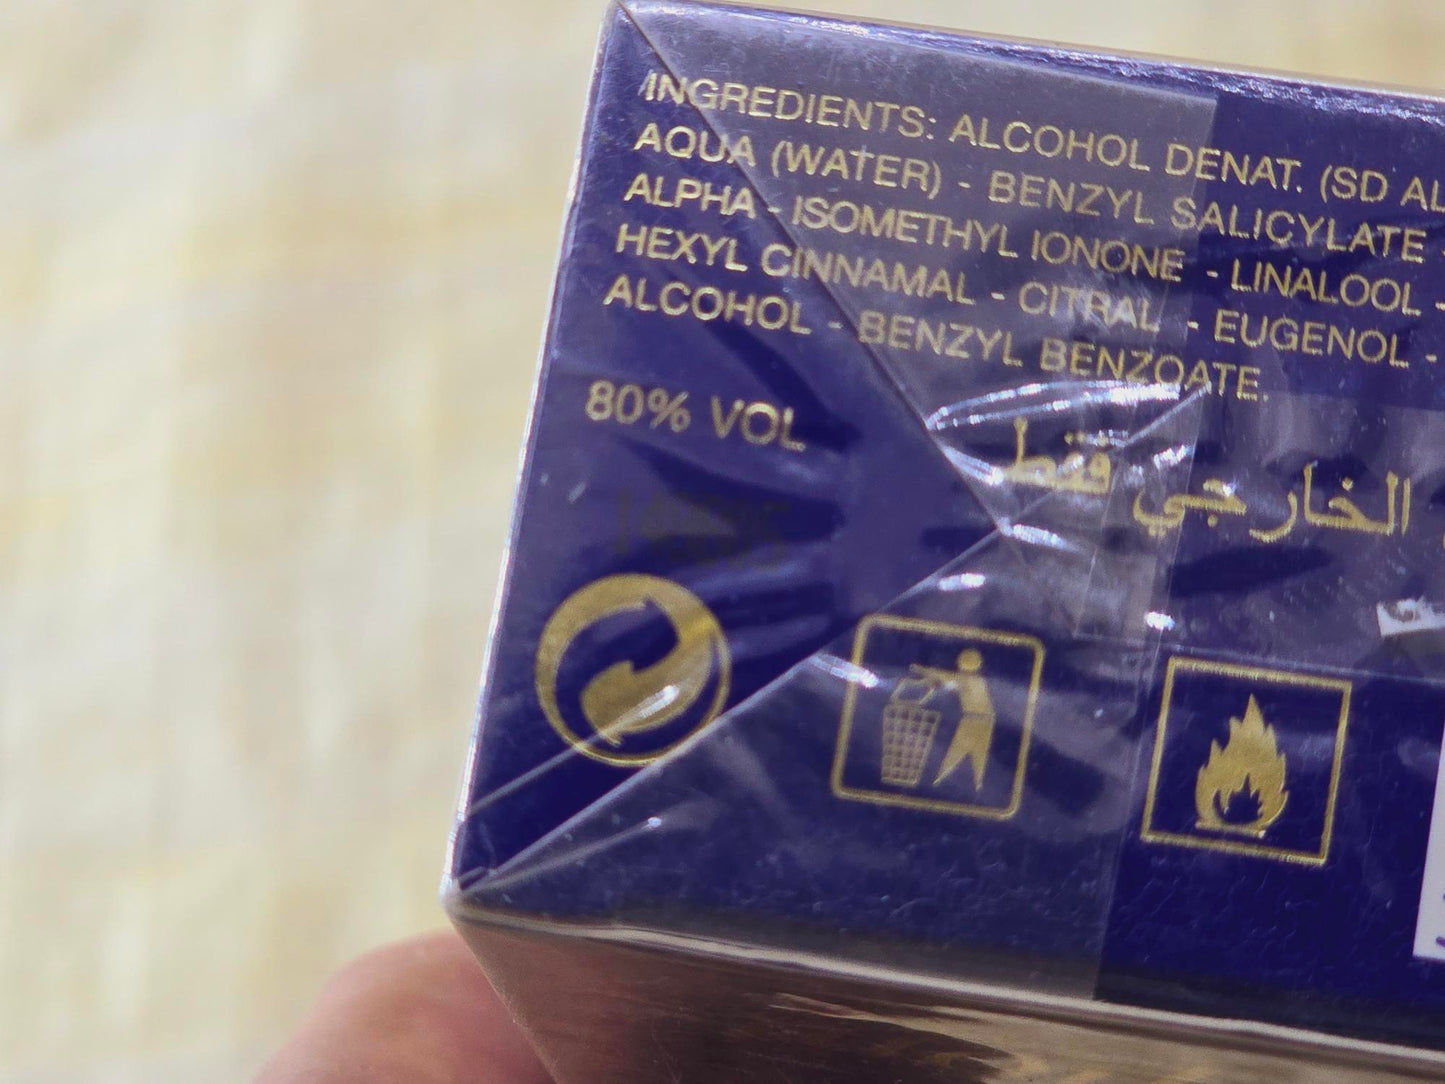 INGREDIENTS: ALCOHOL DENAT. (SD AL
AQUA (WATER) - BENZYL SALICYLATE -
ALPHA - ISOMETHYL IONONE - LINALOOL -
HEXYL CINNAMAL - CITRAL - EUGENOL -
ALCOHOL - BENZYL BENZOATE.
80% VOL
الخارجي فقط